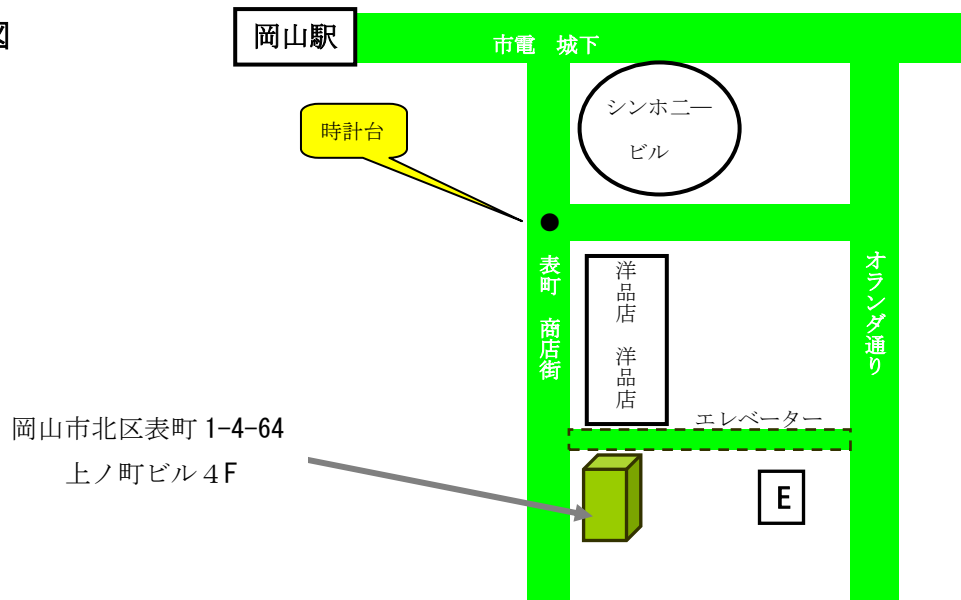 図
岡山駅
市電　城下
シンホ二―
ビル
時計台
表町　商店街
オランダ通り
洋品店　洋品店
エレベーター
岡山市北区表町 1-4-64
上ノ町ビル４F
E